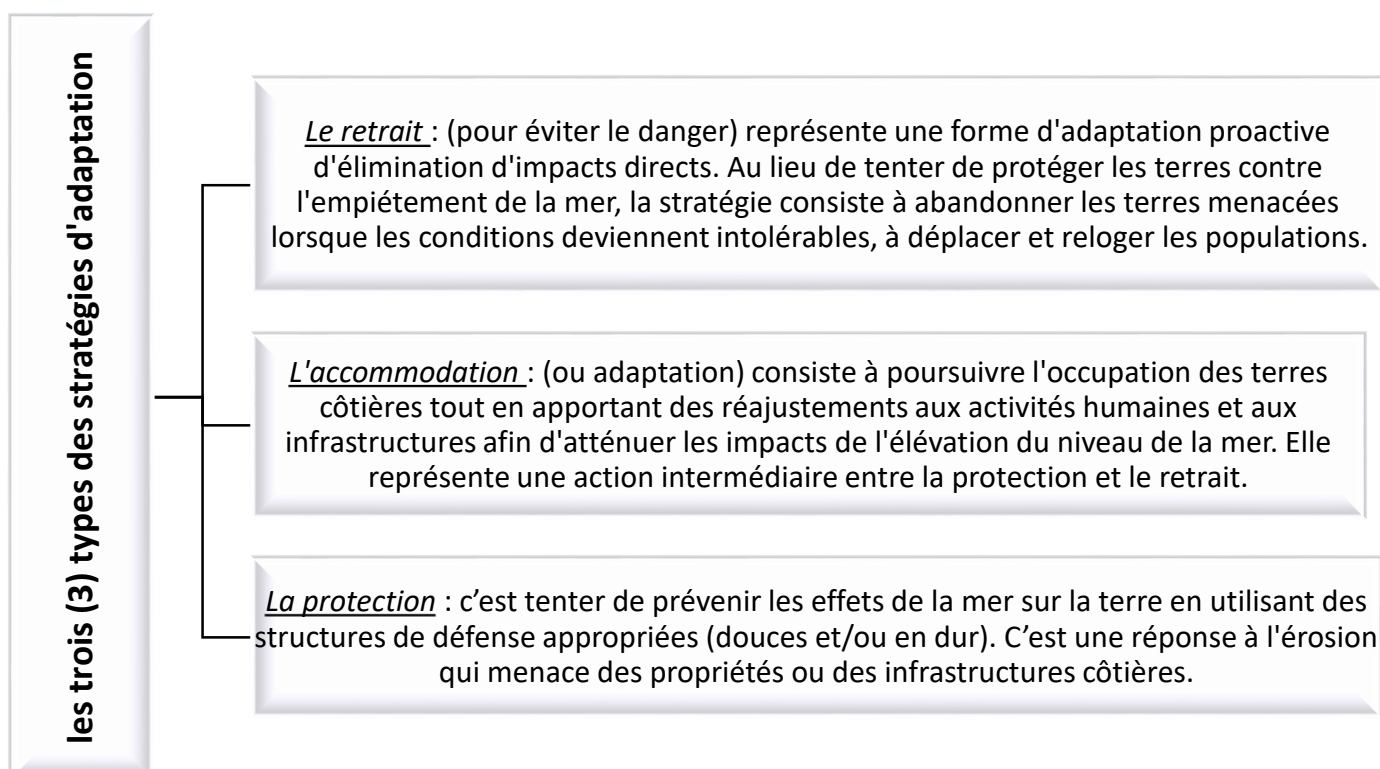 les trois (3) types des stratégies d'adaptation
Le retrait : (pour éviter le danger) représente une forme d'adaptation proactive
d'élimination d'impacts directs. Au lieu de tenter de protéger les terres contre
l'empiétement de la mer, la stratégie consiste à abandonner les terres menacées
lorsque les conditions deviennent intolérables, à déplacer et reloger les populations.
L'accommodation : (ou adaptation) consiste à poursuivre l'occupation des terres
côtières tout en apportant des réajustements aux activités humaines et aux
infrastructures afin d'atténuer les impacts de l'élévation du niveau de la mer. Elle
représente une action intermédiaire entre la protection et le retrait.
La protection : c’est tenter de prévenir les effets de la mer sur la terre en utilisant des
structures de défense appropriées (douces et/ou en dur). C’est une réponse à l'érosion
qui menace des propriétés ou des infrastructures côtières.